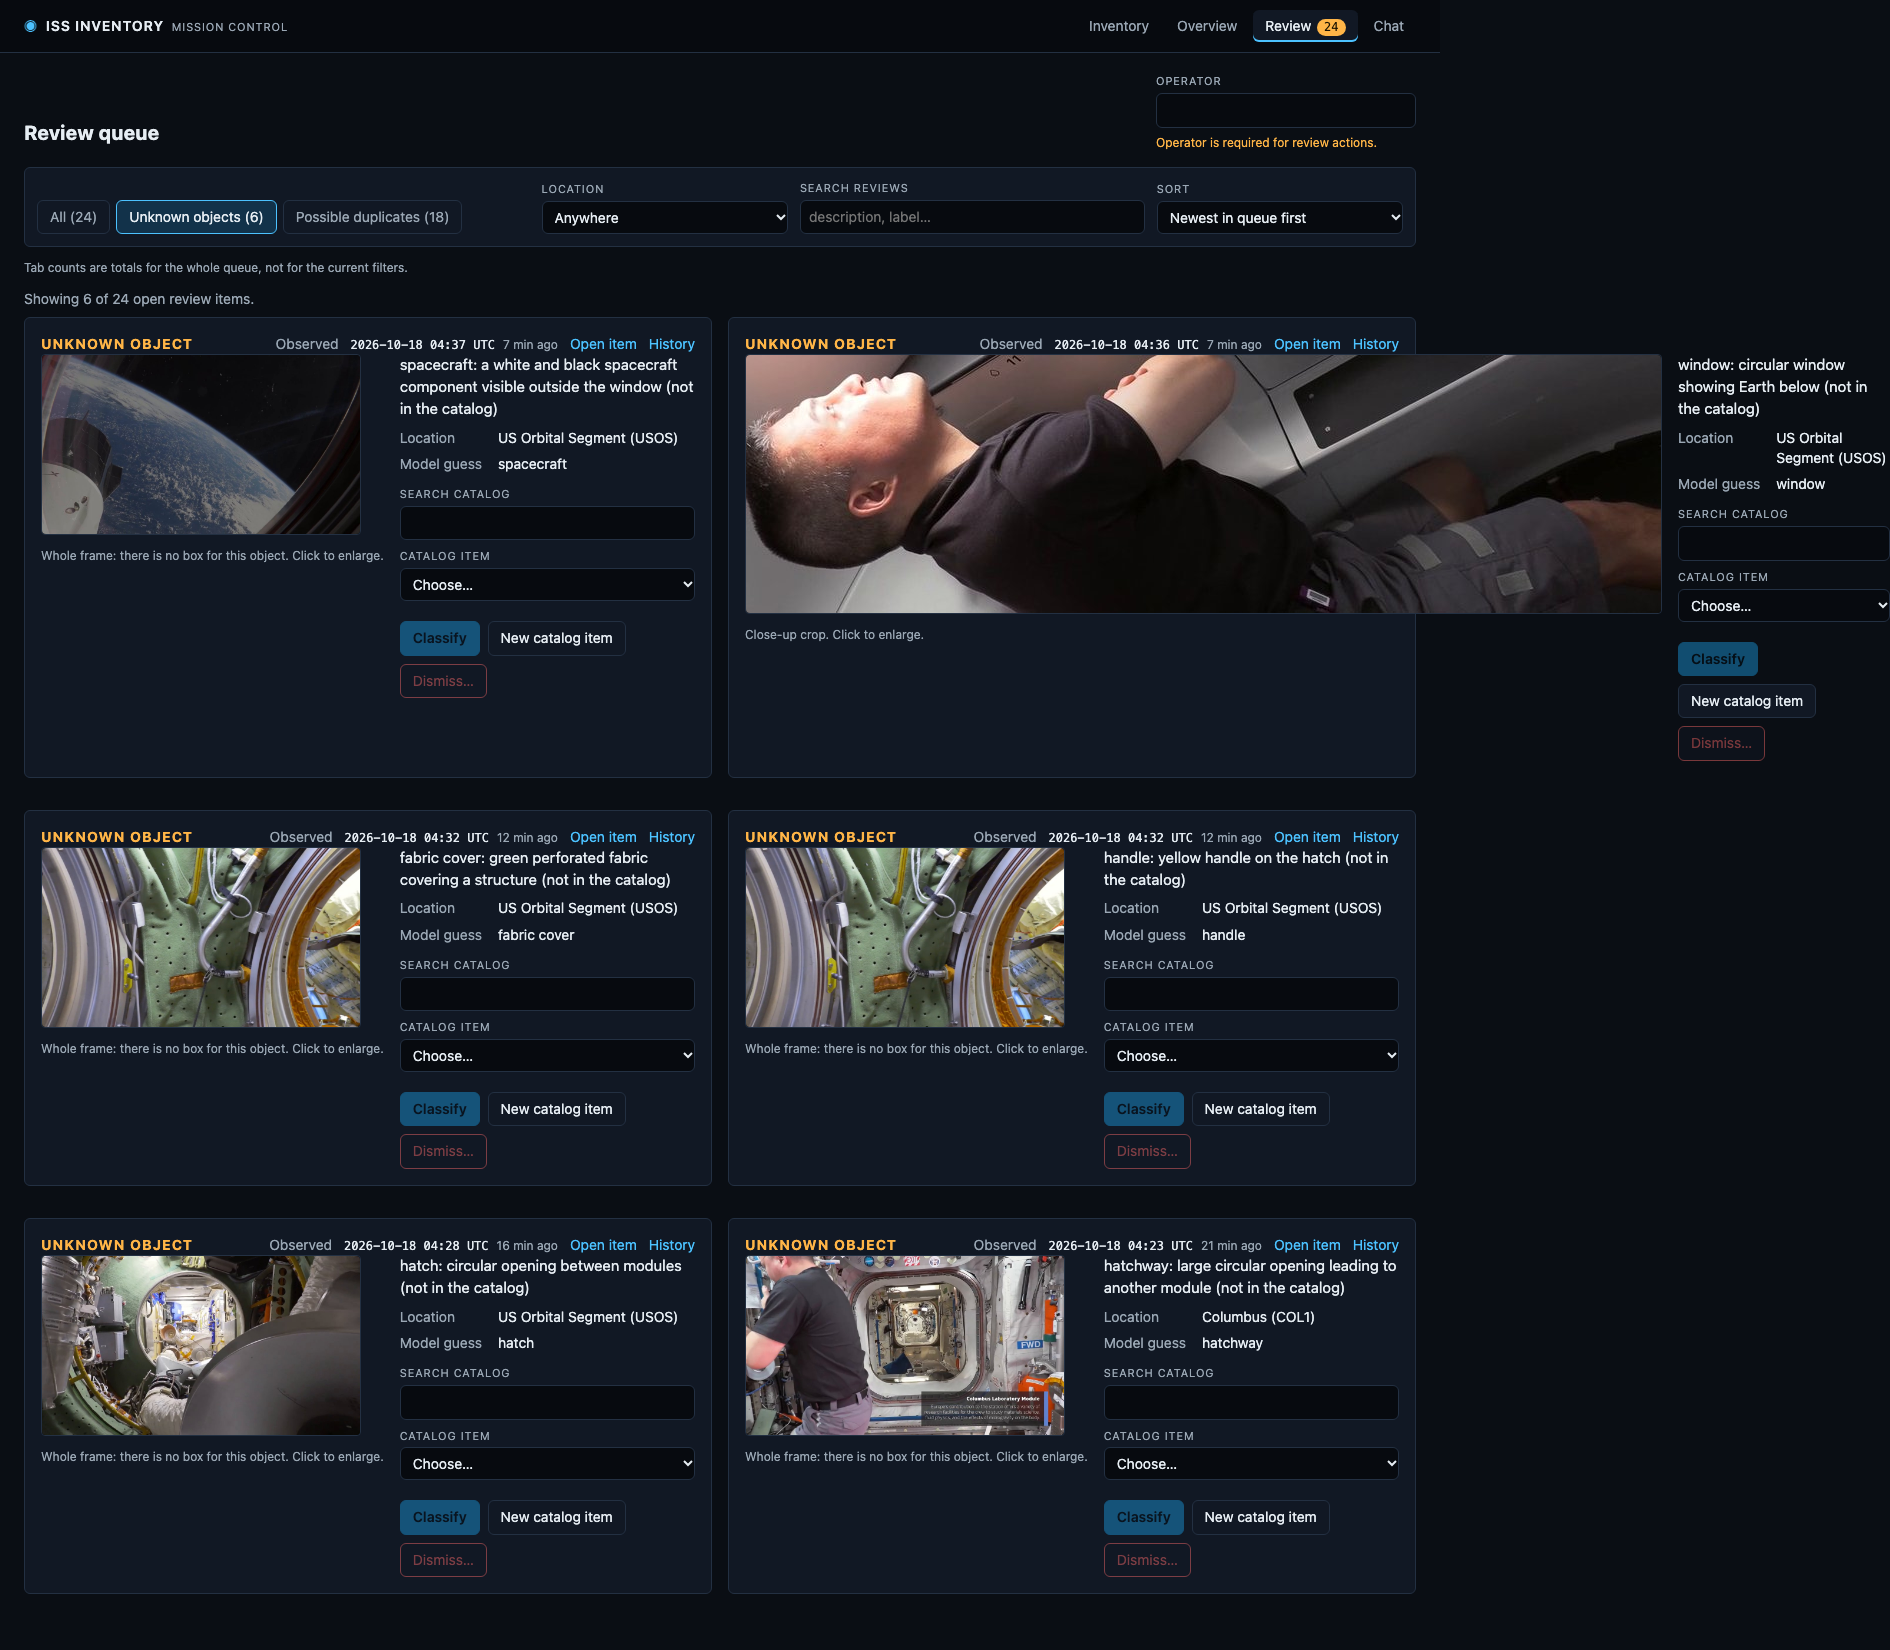 ISS INVENTORY MISSION CONTROL
Inventory
Overview
Review 24
Chat
OPERATOR
Review queue
Operator is required for review actions.
All (24)
Unknown objects (6)
Possible duplicates (18)
LOCATION
Anywhere
SEARCH REVIEWS
description, label...
SORT
Newest in queue first
Tab counts are totals for the whole queue, not for the current filters.
Showing 6 of 24 open review items.
UNKNOWN OBJECT
Observed 2026-10-18 04:37 UTC 7 min ago Open item History
spacecraft: a white and black spacecraft
component visible outside the window (not
in the catalog)
Location US Orbital Segment (USOS)
Model guess spacecraft
SEARCH CATALOG
CATALOG ITEM
Choose...
Classify
New catalog item
Dismiss...
Whole frame: there is no box for this object. Click to enlarge.
UNKNOWN OBJECT
Observed 2026-10-18 04:36 UTC 7 min ago Open item History
11
window: circular window
showing Earth below (not in
the catalog)
Location US Orbital
Segment (USOS)
Model guess window
SEARCH CATALOG
CATALOG ITEM
Choose...
Classify
New catalog item
Dismiss...
Close-up crop. Click to enlarge.
UNKNOWN OBJECT
Observed 2026-10-18 04:32 UTC 12 min ago Open item History
fabric cover: green perforated fabric
covering a structure (not in the catalog)
Location US Orbital Segment (USOS)
Model guess fabric cover
SEARCH CATALOG
CATALOG ITEM
Choose...
Classify
New catalog item
Dismiss...
Whole frame: there is no box for this object. Click to enlarge.
UNKNOWN OBJECT
Observed 2026-10-18 04:32 UTC 12 min ago Open item History
handle: yellow handle on the hatch (not in
the catalog)
Location US Orbital Segment (USOS)
Model guess handle
SEARCH CATALOG
CATALOG ITEM
Choose...
Classify
New catalog item
Dismiss...
Whole frame: there is no box for this object. Click to enlarge.
UNKNOWN OBJECT
Observed 2026-10-18 04:28 UTC 16 min ago Open item History
hatch: circular opening between modules
(not in the catalog)
Location US Orbital Segment (USOS)
Model guess hatch
SEARCH CATALOG
CATALOG ITEM
Choose...
Classify
New catalog item
Dismiss...
Whole frame: there is no box for this object. Click to enlarge.
UNKNOWN OBJECT
Observed 2026-10-18 04:23 UTC 21 min ago Open item History
FWD
Columbus Laboratory Module
hatchway: large circular opening leading to
another module (not in the catalog)
Location Columbus (COL1)
Model guess hatchway
SEARCH CATALOG
CATALOG ITEM
Choose...
Classify
New catalog item
Dismiss...
Whole frame: there is no box for this object. Click to enlarge.